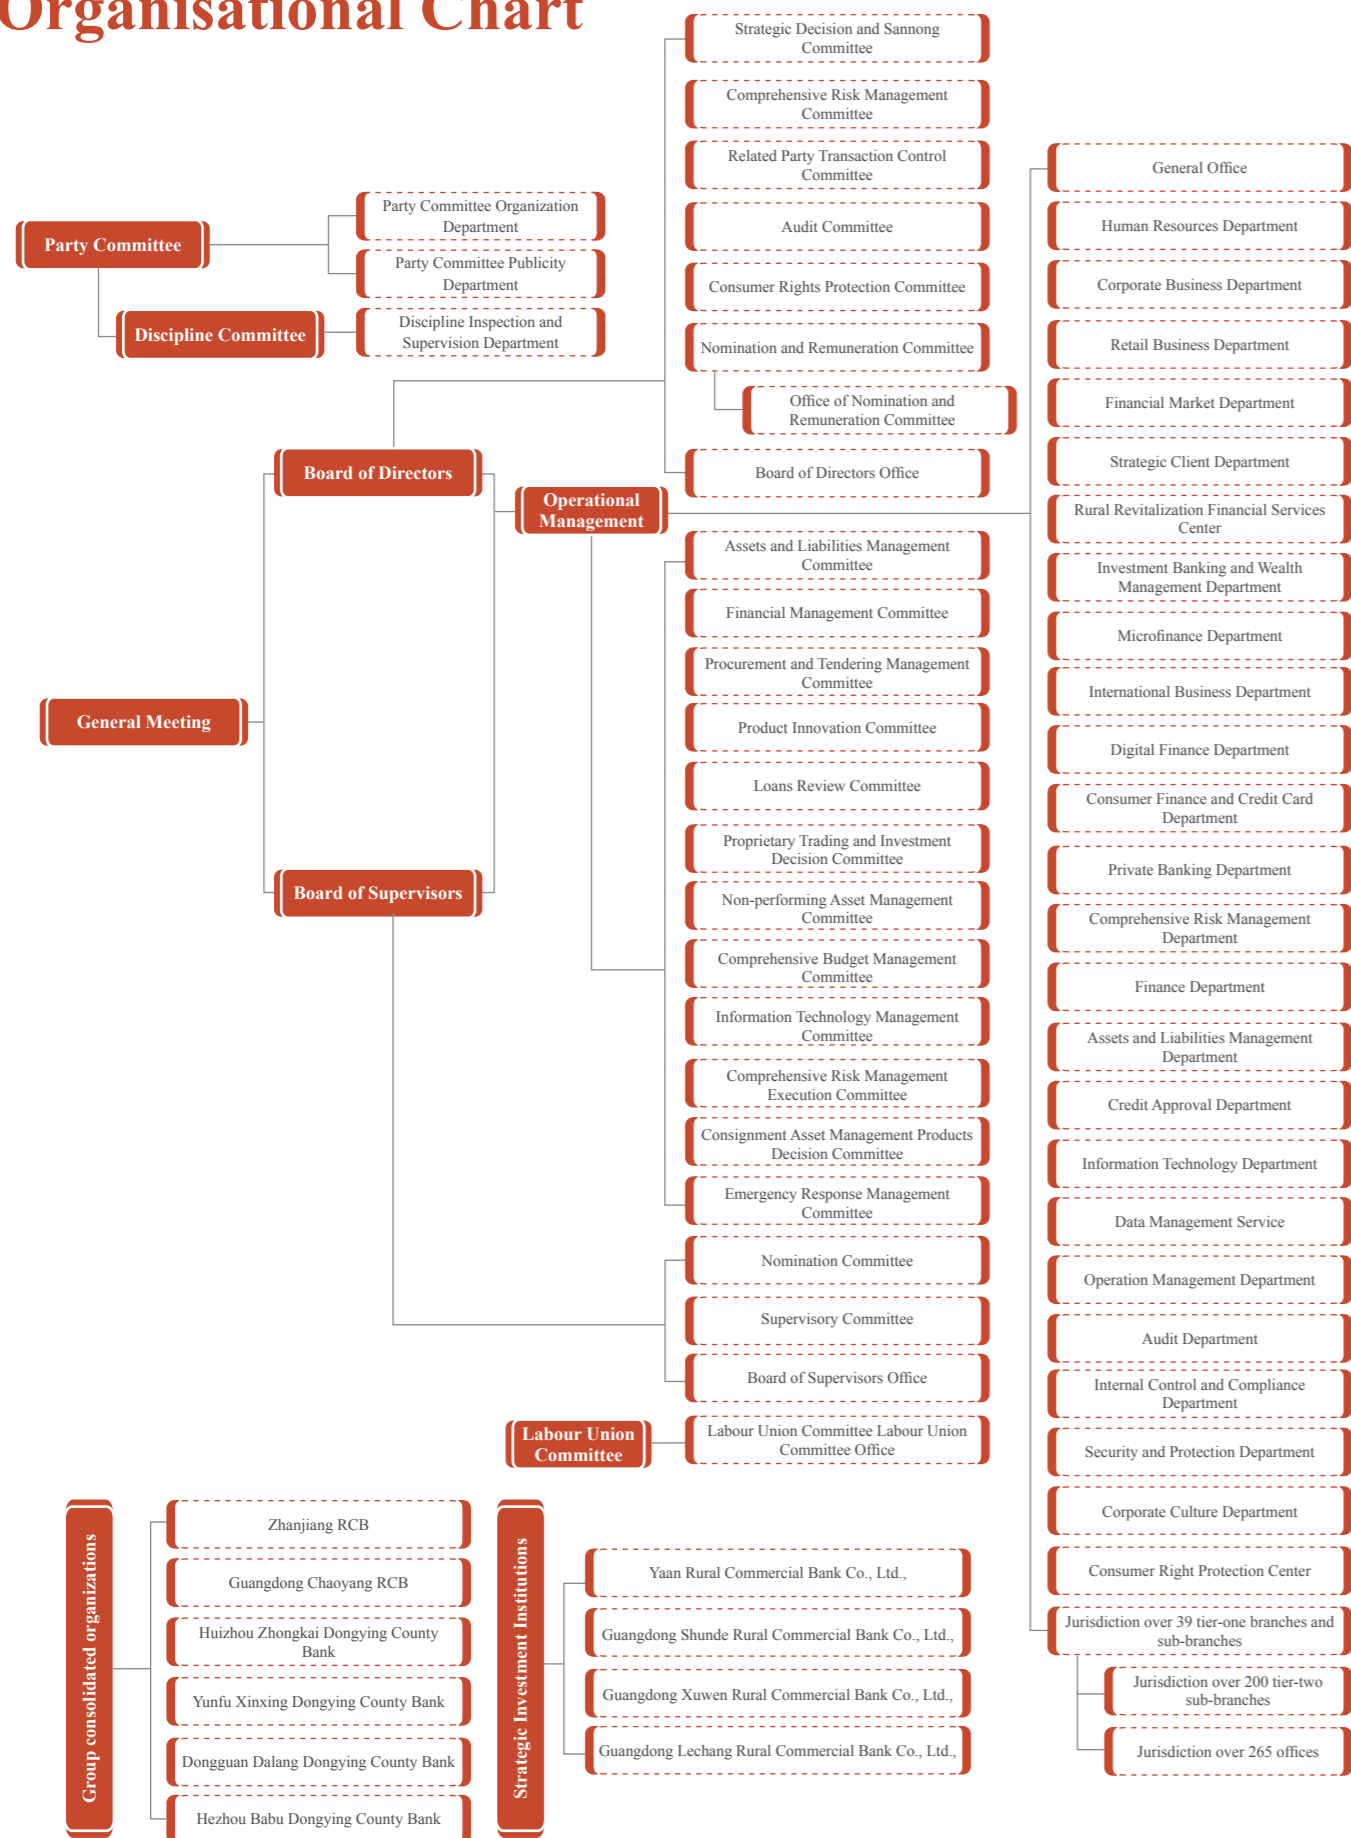 Organisational Chart
Party Committee
Party Committee Organization
Department
Party Committee Publicity
Department
Discipline Committee
Discipline Inspection and
Supervision Department
General Meeting
Board of Directors
Board of Supervisors
Operational
Management
Strategic Decision and Sannong
Committee
Comprehensive Risk Management
Committee
Related Party Transaction Control
Committee
Audit Committee
Consumer Rights Protection Committee
Nomination and Remuneration Committee
Office of Nomination and
Remuneration Committee
Board of Directors Office
Assets and Liabilities Management
Committee
Financial Management Committee
Procurement and Tendering Management
Committee
Product Innovation Committee
Loans Review Committee
Proprietary Trading and Investment
Decision Committee
Non-performing Asset Management
Committee
Comprehensive Budget Management
Committee
Information Technology Management
Committee
Comprehensive Risk Management
Execution Committee
Consignment Asset Management Products
Decision Committee
Emergency Response Management
Committee
Nomination Committee
Supervisory Committee
Board of Supervisors Office
Labour Union
Committee
Labour Union Committee Labour Union
Committee Office
General Office
Human Resources Department
Corporate Business Department
Retail Business Department
Financial Market Department
Strategic Client Department
Rural Revitalization Financial Services
Center
Investment Banking and Wealth
Management Department
Microfinance Department
International Business Department
Digital Finance Department
Consumer Finance and Credit Card
Department
Private Banking Department
Comprehensive Risk Management
Department
Finance Department
Assets and Liabilities Management
Department
Credit Approval Department
Information Technology Department
Data Management Service
Operation Management Department
Audit Department
Internal Control and Compliance
Department
Security and Protection Department
Corporate Culture Department
Consumer Right Protection Center
Jurisdiction over 39 tier-one branches and
sub-branches
Jurisdiction over 200 tier-two
sub-branches
Jurisdiction over 265 offices
Group consolidated organizations
Zhanjiang RCB
Guangdong Chaoyang RCB
Huizhou Zhongkai Dongying County
Bank
Yunfu Xinxing Dongying County Bank
Dongguan Dalang Dongying County Bank
Hezhou Babu Dongying County Bank
Strategic Investment Institutions
Yaan Rural Commercial Bank Co., Ltd.,
Guangdong Shunde Rural Commercial Bank Co., Ltd.,
Guangdong Xuwen Rural Commercial Bank Co., Ltd.,
Guangdong Lechang Rural Commercial Bank Co., Ltd.,